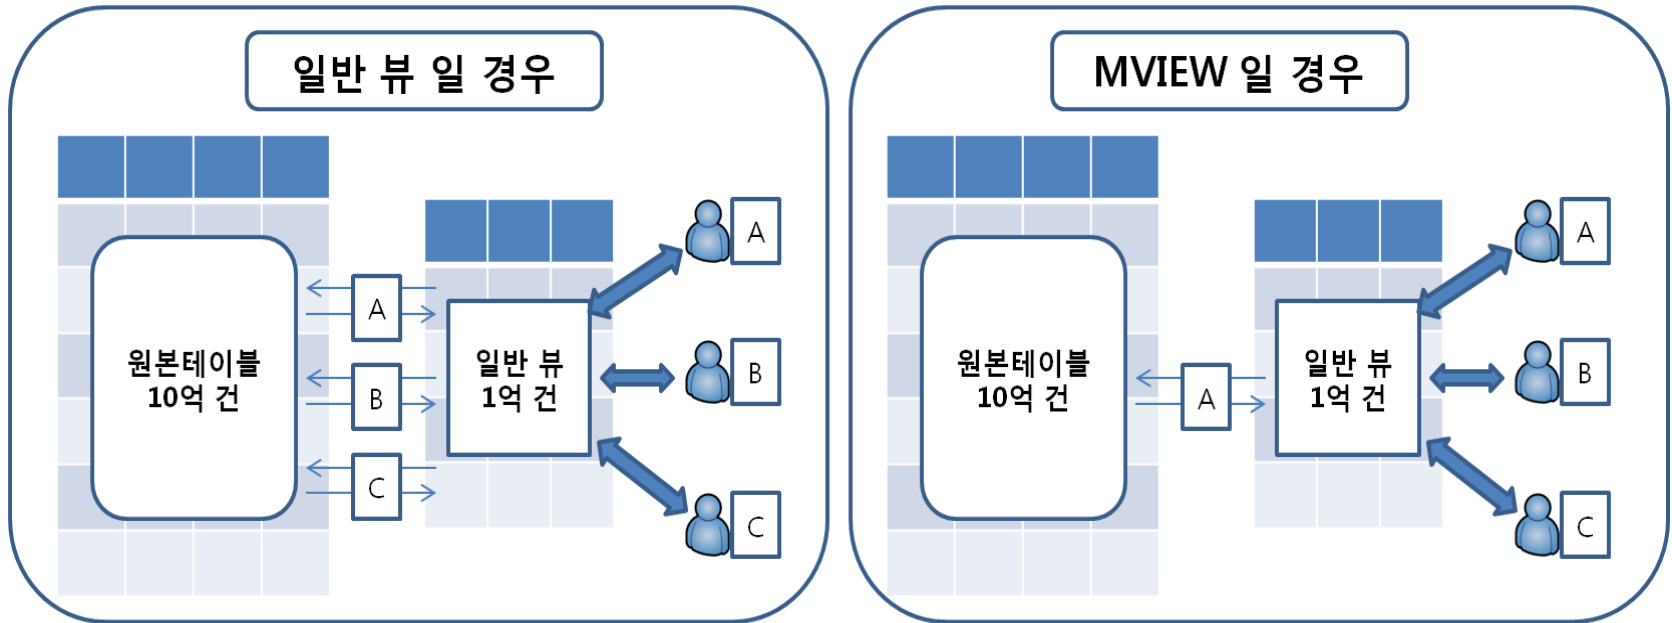 일반 뷰 일 경우
원본테이블
10억 건
A
B
C
일반 뷰
1억 건
A
B
C
MVIEW 일 경우
원본테이블
10억 건
A
일반 뷰
1억 건
A
B
C